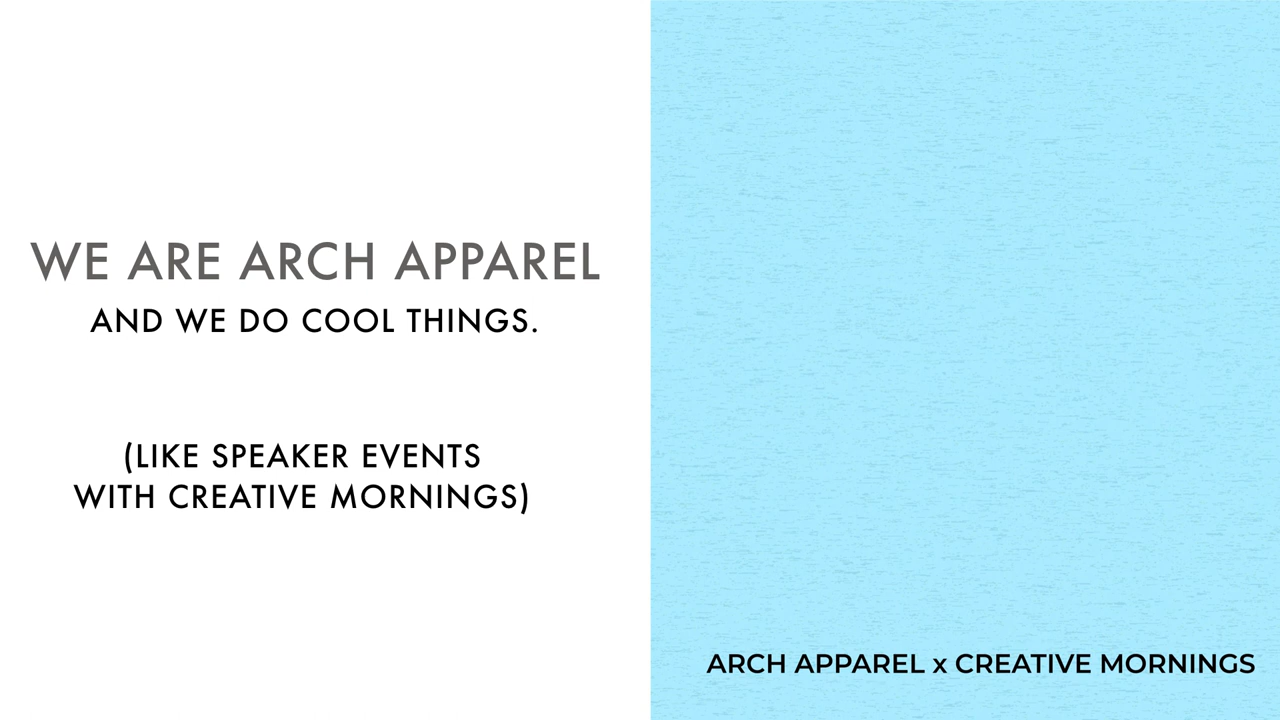 WE ARE ARCH APPAREL
AND WE DO COOL THINGS.
(LIKE SPEAKER EVENTS
WITH CREATIVE MORNINGS)
ARCH APPAREL x CREATIVE MORNINGS